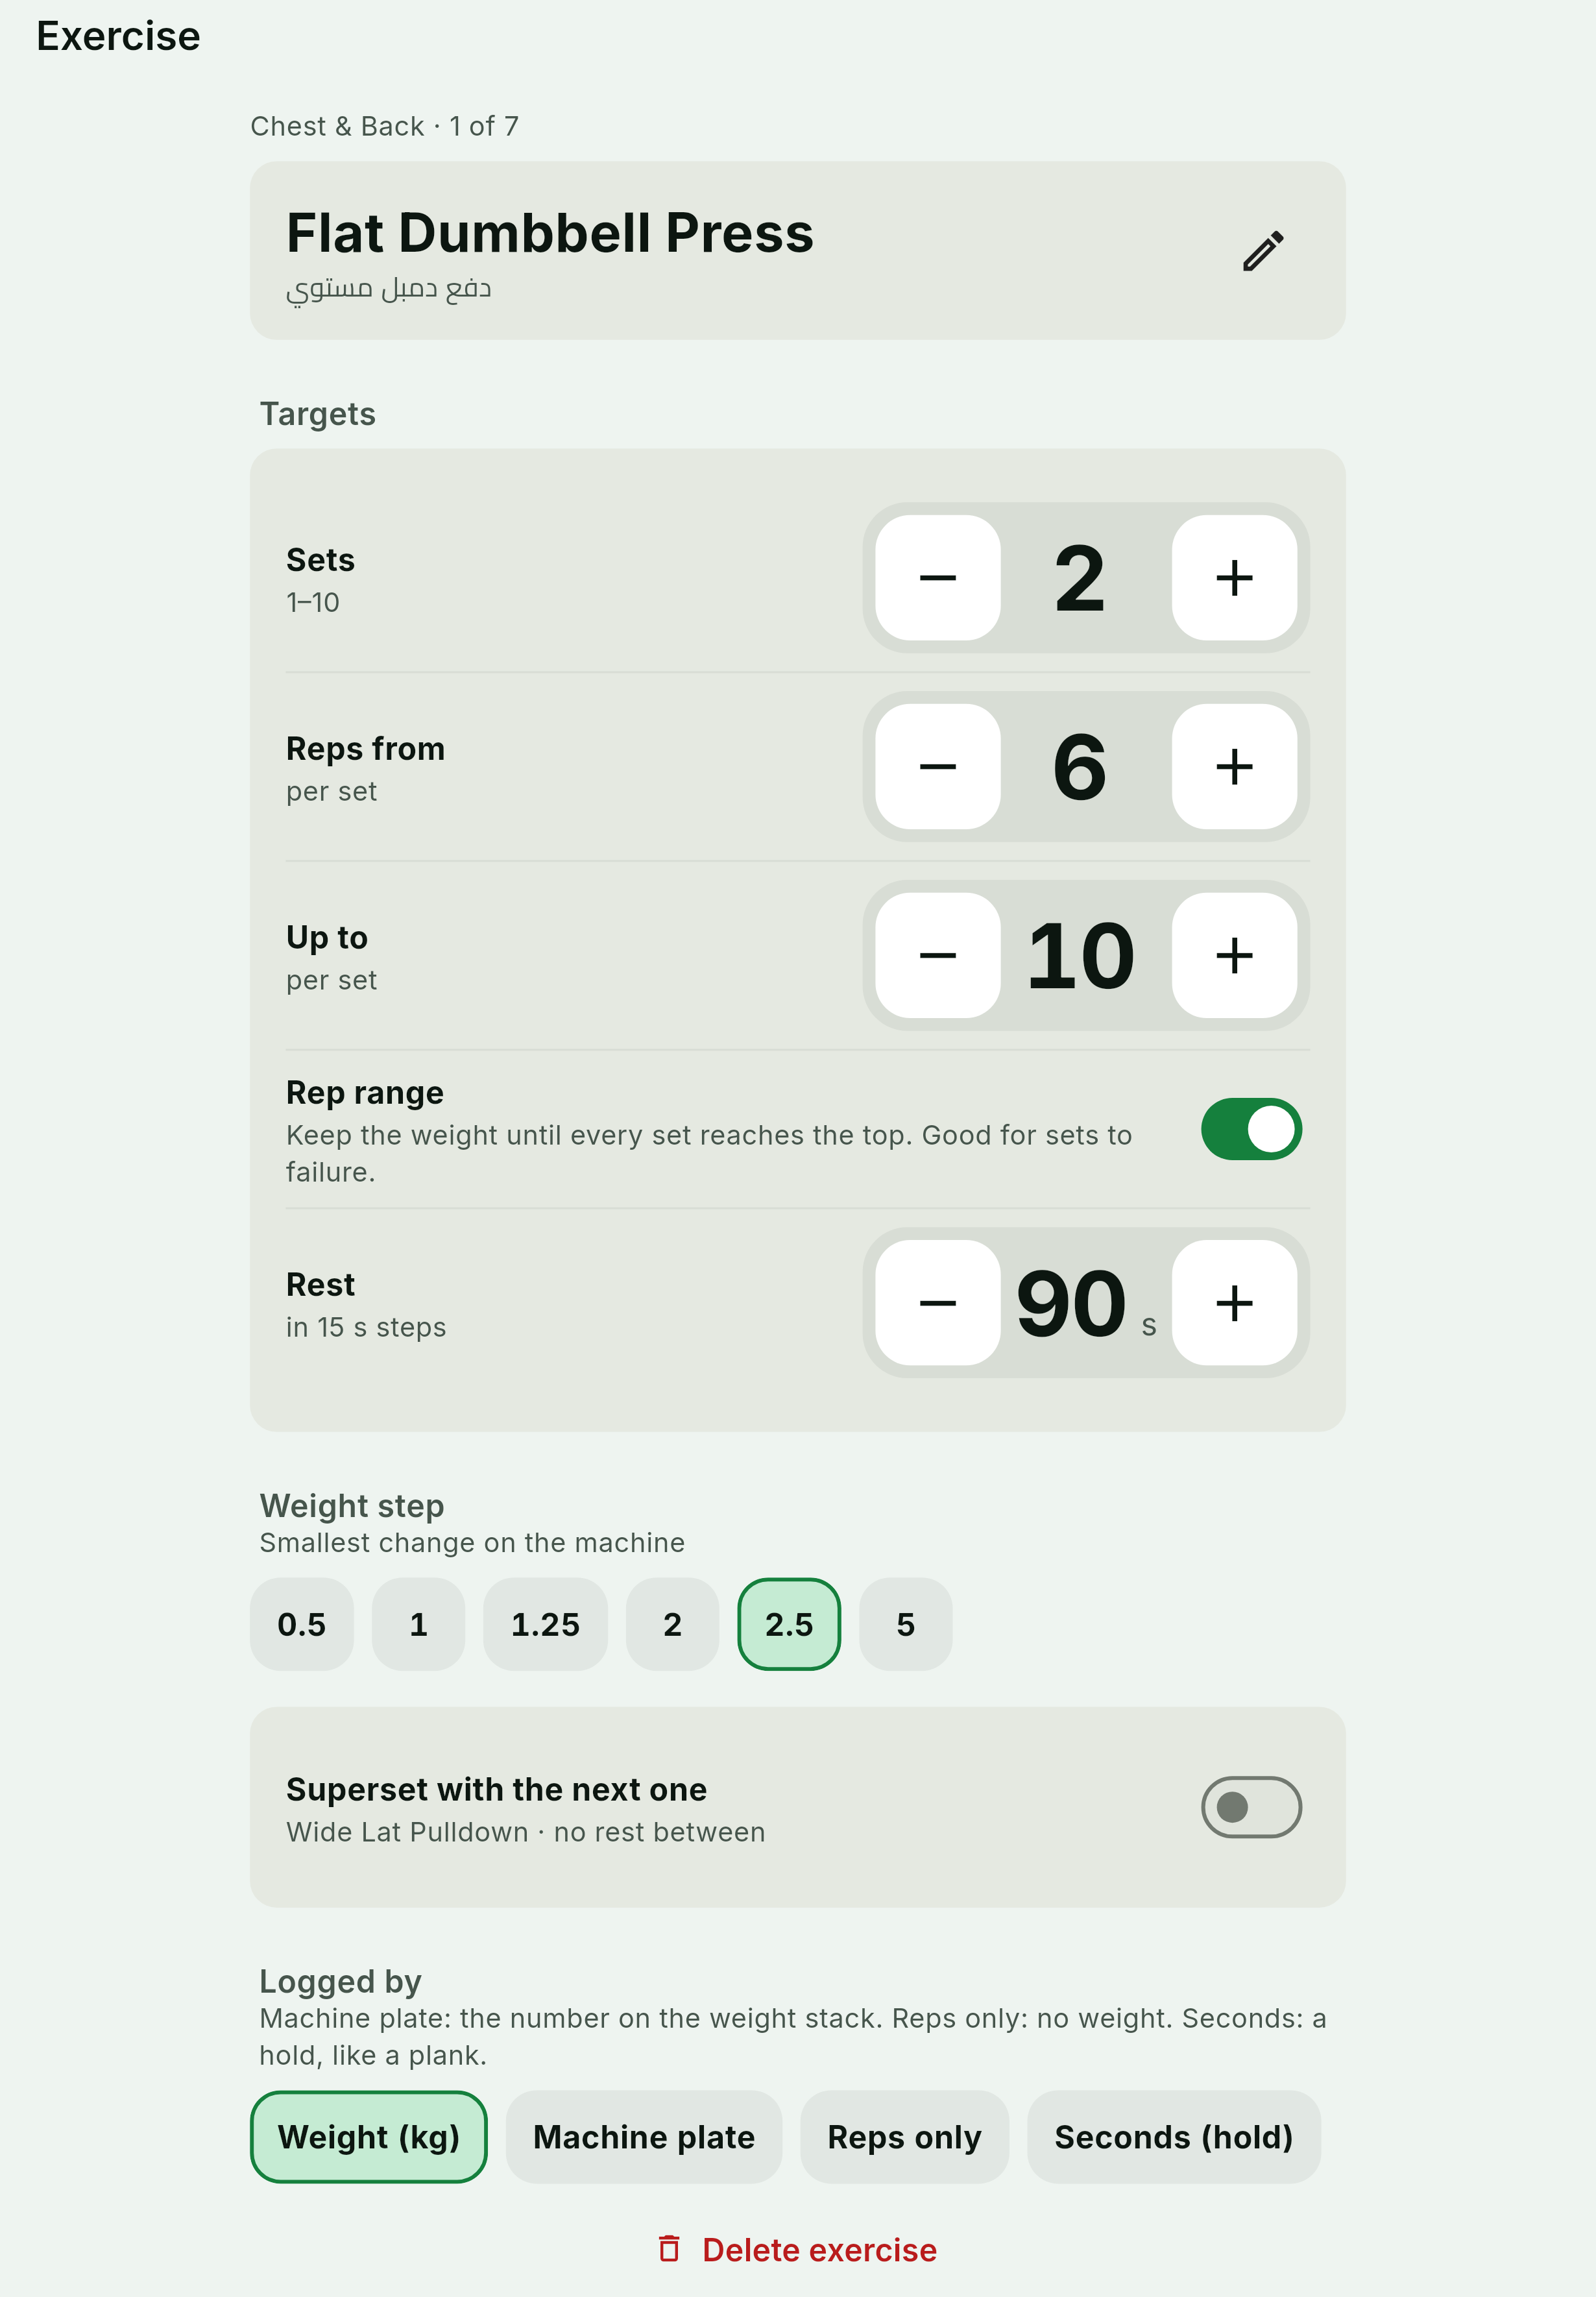 Exercise
Chest & Back · 1 of 7
Flat Dumbbell Press
دفع دمبل مستوي
Targets
Sets
1–10
− 2 +
Reps from
per set
− 6 +
Up to
per set
− 10 +
Rep range
Keep the weight until every set reaches the top. Good for sets to
failure.
Rest
in 15 s steps
− 90 s +
Weight step
Smallest change on the machine
0.5 1 1.25 2 2.5 5
Superset with the next one
Wide Lat Pulldown · no rest between
Logged by
Machine plate: the number on the weight stack. Reps only: no weight. Seconds: a
hold, like a plank.
Weight (kg) Machine plate Reps only Seconds (hold)
Delete exercise